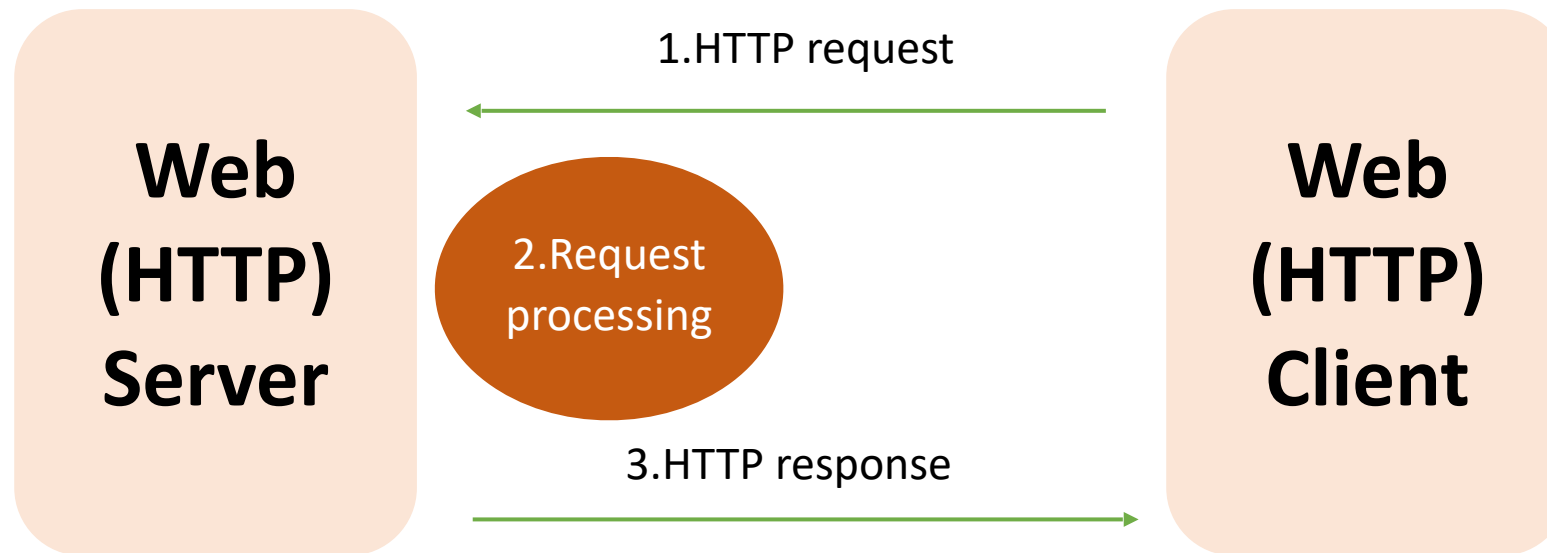 Web
(HTTP)
Server
1.HTTP request
2.Request
processing
3.HTTP response
Web
(HTTP)
Client